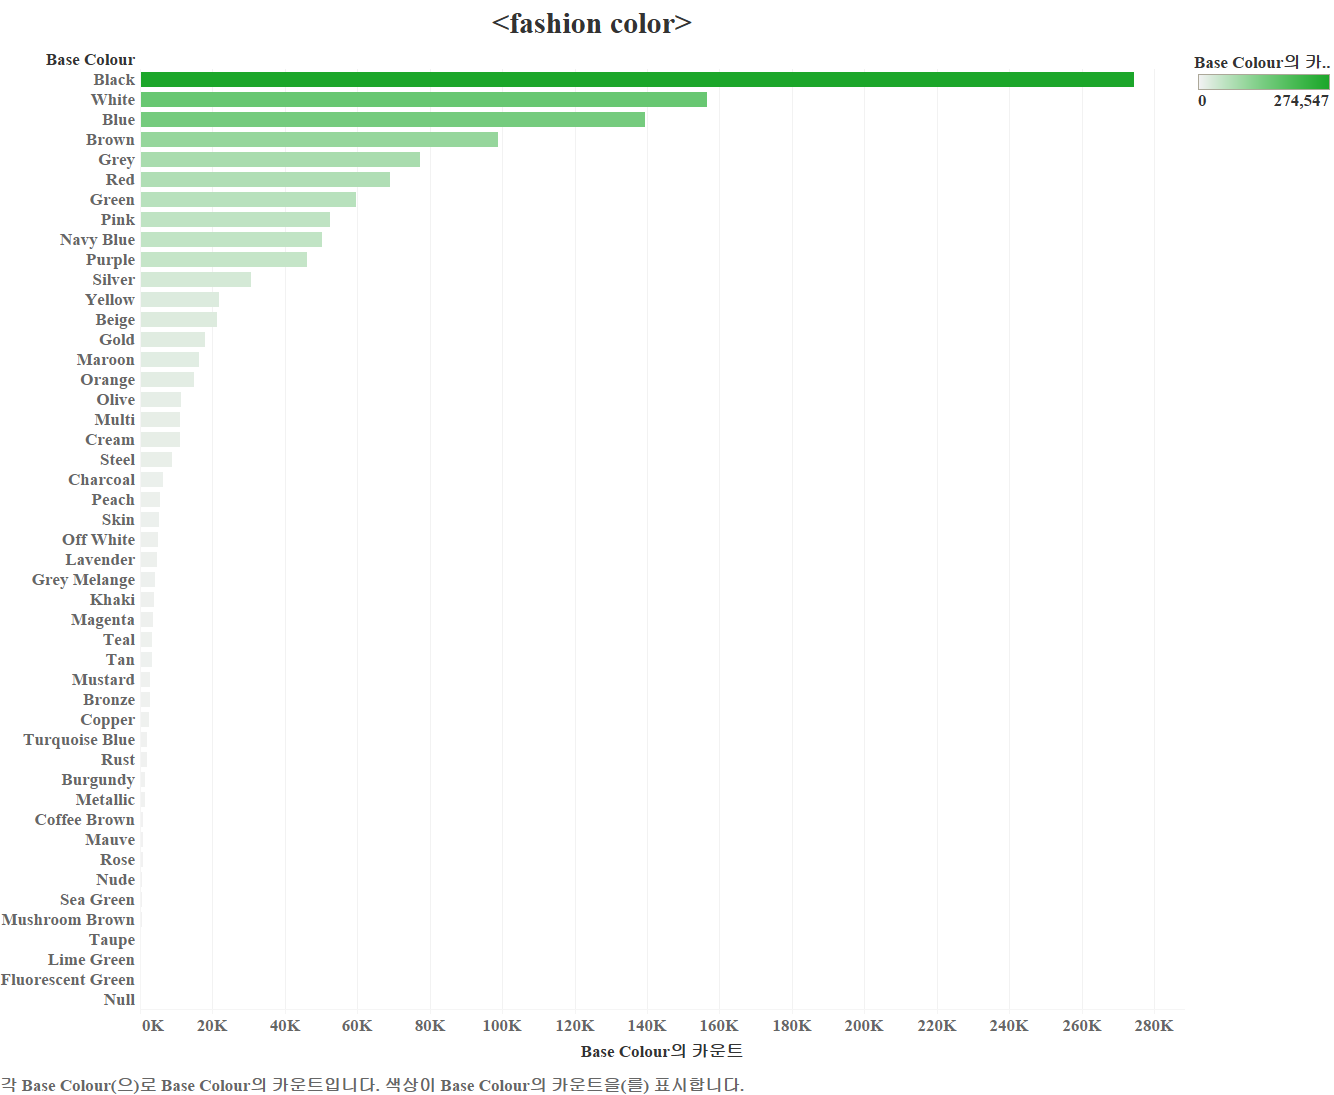 <fashion color>
Base Colour
Black
White
Blue
Brown
Grey
Red
Green
Pink
Navy Blue
Purple
Silver
Yellow
Beige
Gold
Maroon
Orange
Olive
Multi
Cream
Steel
Charcoal
Peach
Skin
Off White
Lavender
Grey Melange
Khaki
Magenta
Teal
Tan
Mustard
Bronze
Copper
Turquoise Blue
Rust
Burgundy
Metallic
Coffee Brown
Mauve
Rose
Nude
Sea Green
Mushroom Brown
Taupe
Lime Green
Fluorescent Green
Null
0K 20K 40K 60K 80K 100K 120K 140K 160K 180K 200K 220K 240K 260K 280K
Base Colour의 카운트
Base Colour의 카..
0 274,547
각 Base Colour(으)로 Base Colour의 카운트입니다. 색상이 Base Colour의 카운트을(를) 표시합니다.